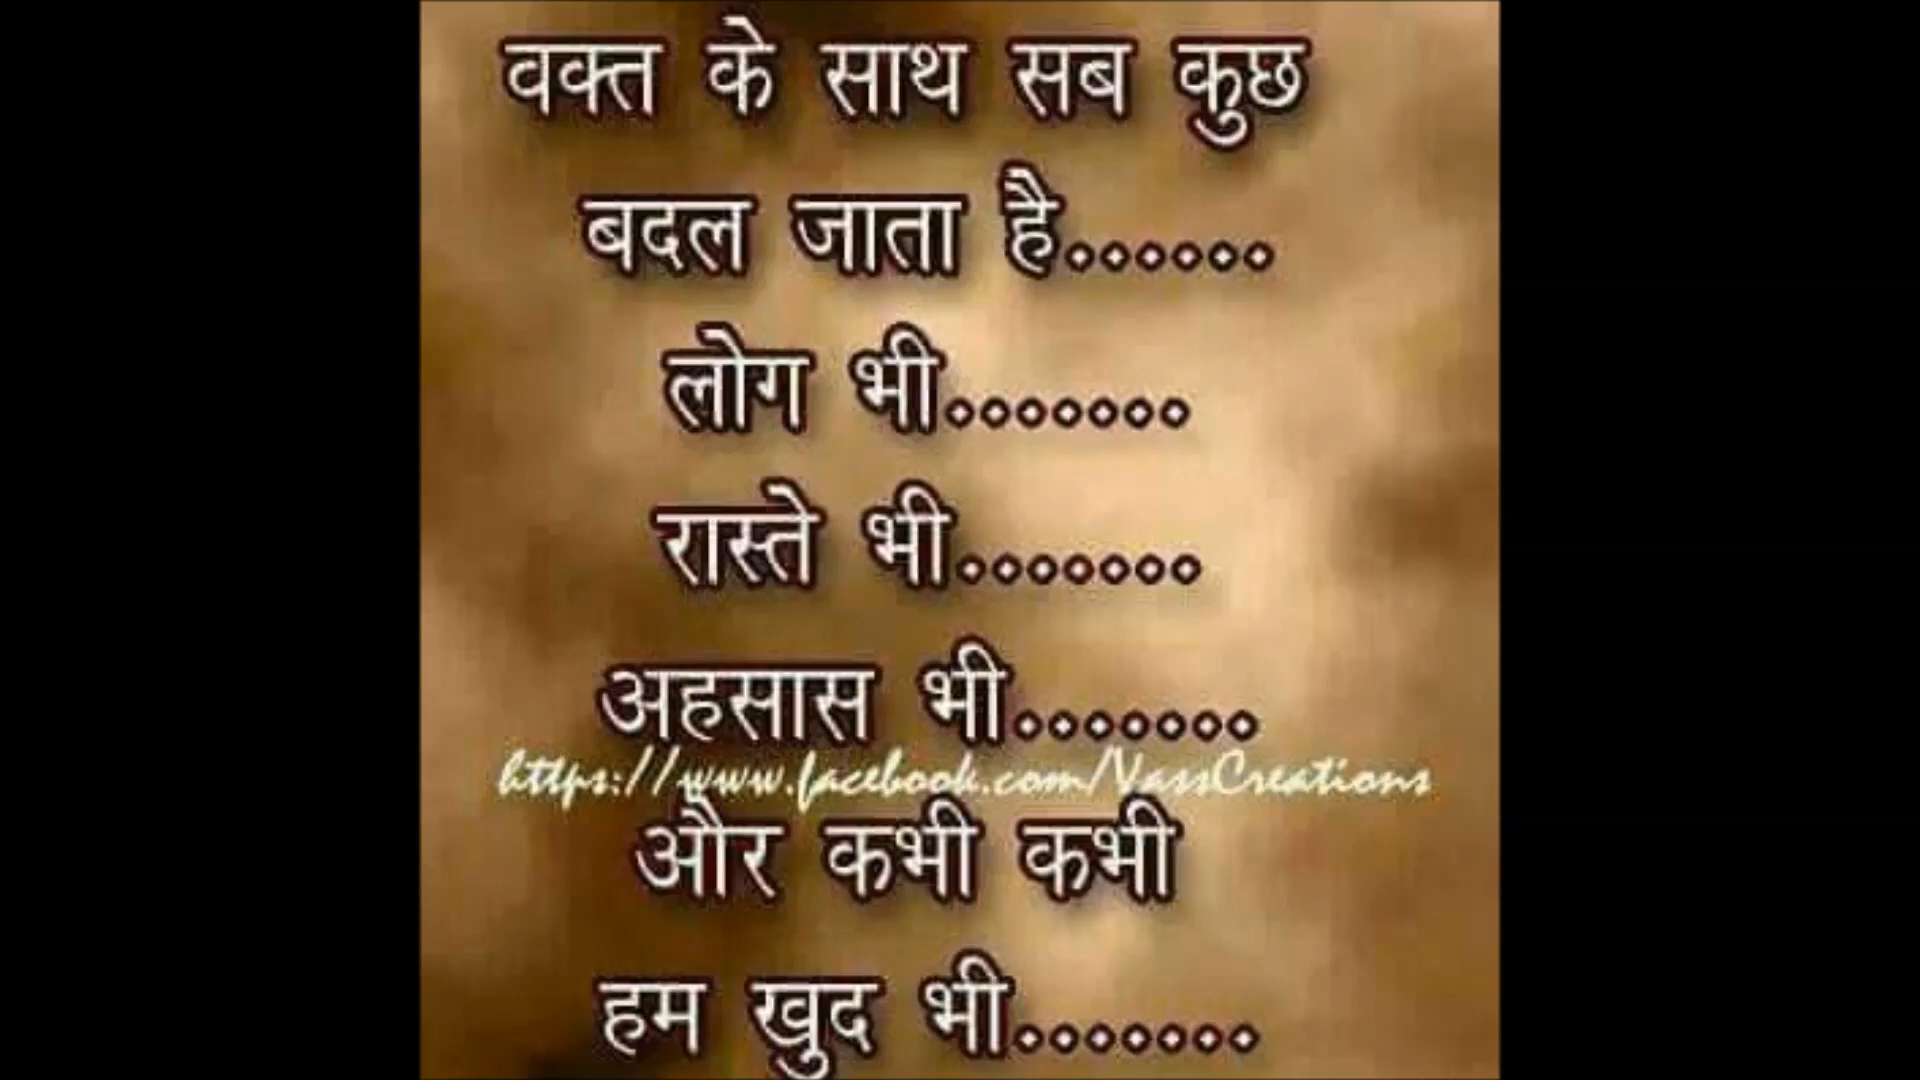 वक्त के साथ सब कुछ
बदल जाता है......
लोग भी.......
रास्ते भी.......
अहसास भी.......
https://www.facebook.com/VassCreations
और कभी कभी
हम खुद भी.......